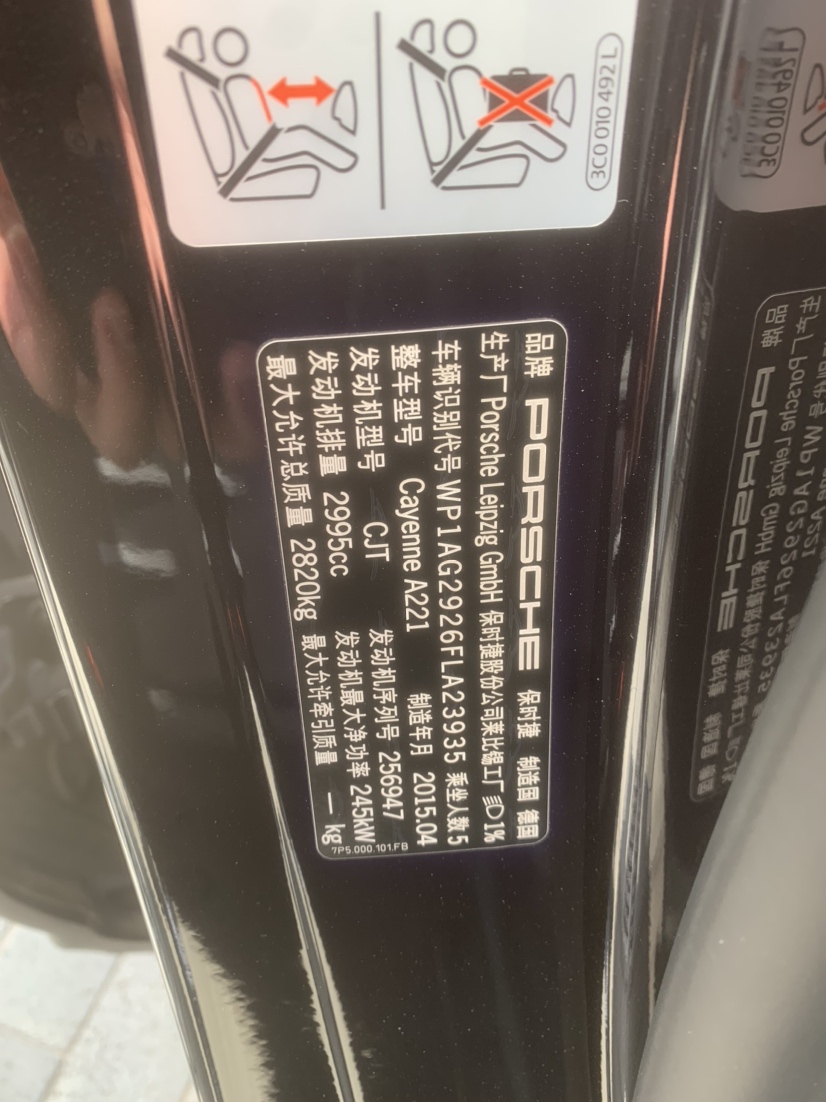 3C0 010 492 L
品牌 PORSCHE 保时捷 制造国 德国
生产厂 Porsche Leipzig GmbH 保时捷股份公司莱比锡工厂 1%
车辆识别代号 WP1AG2926FLA23935 乘坐人数 5
整车型号 Cayenne A221 制造年月 2015.04
发动机型号 CJT 发动机序列号 256947
发动机排量 2995cc 发动机最大净功率 245kW
最大允许总质量 2820kg 最大允许牵引质量 — kg
7P5.000.101.FB